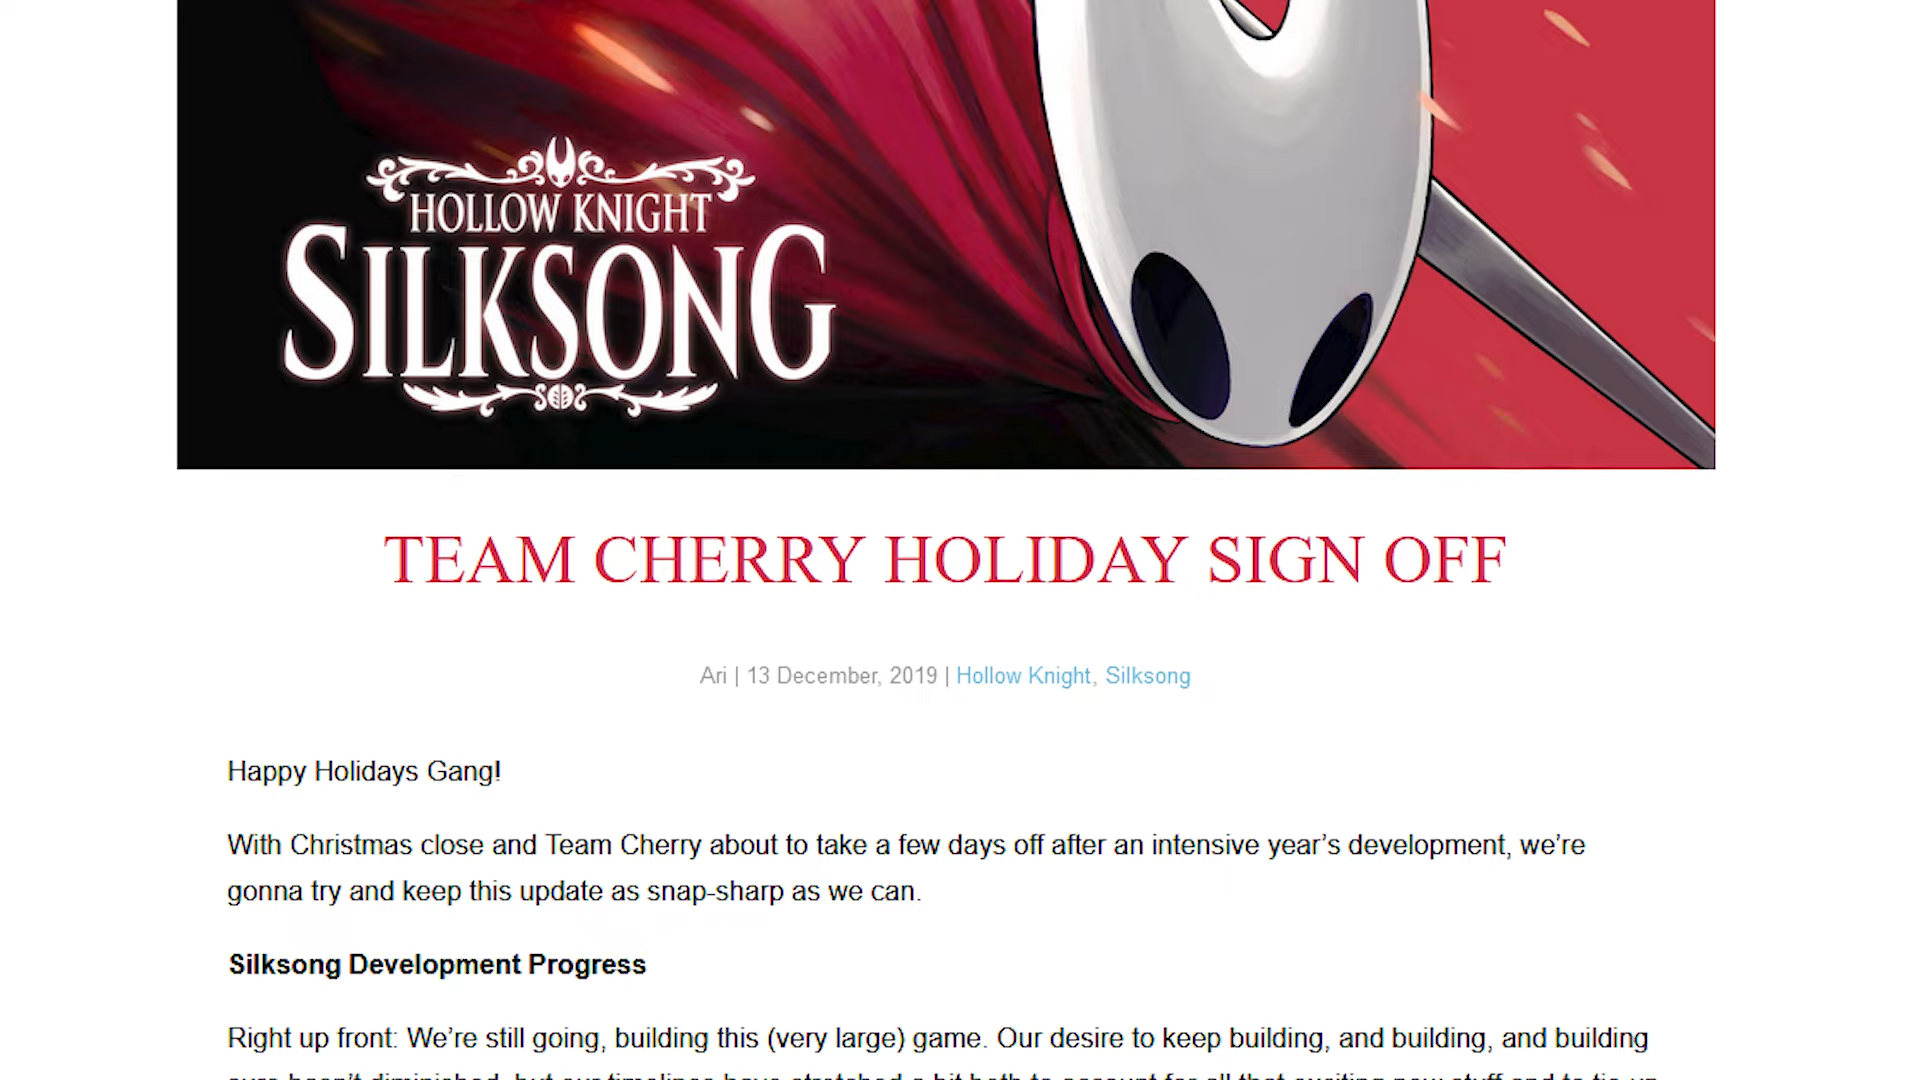 HOLLOW KNIGHT
SILKSONG
TEAM CHERRY HOLIDAY SIGN OFF
Ari | 13 December, 2019 | Hollow Knight, Silksong
Happy Holidays Gang!
With Christmas close and Team Cherry about to take a few days off after an intensive year’s development, we’re
gonna try and keep this update as snap-sharp as we can.
Silksong Development Progress
Right up front: We’re still going, building this (very large) game. Our desire to keep building, and building, and building